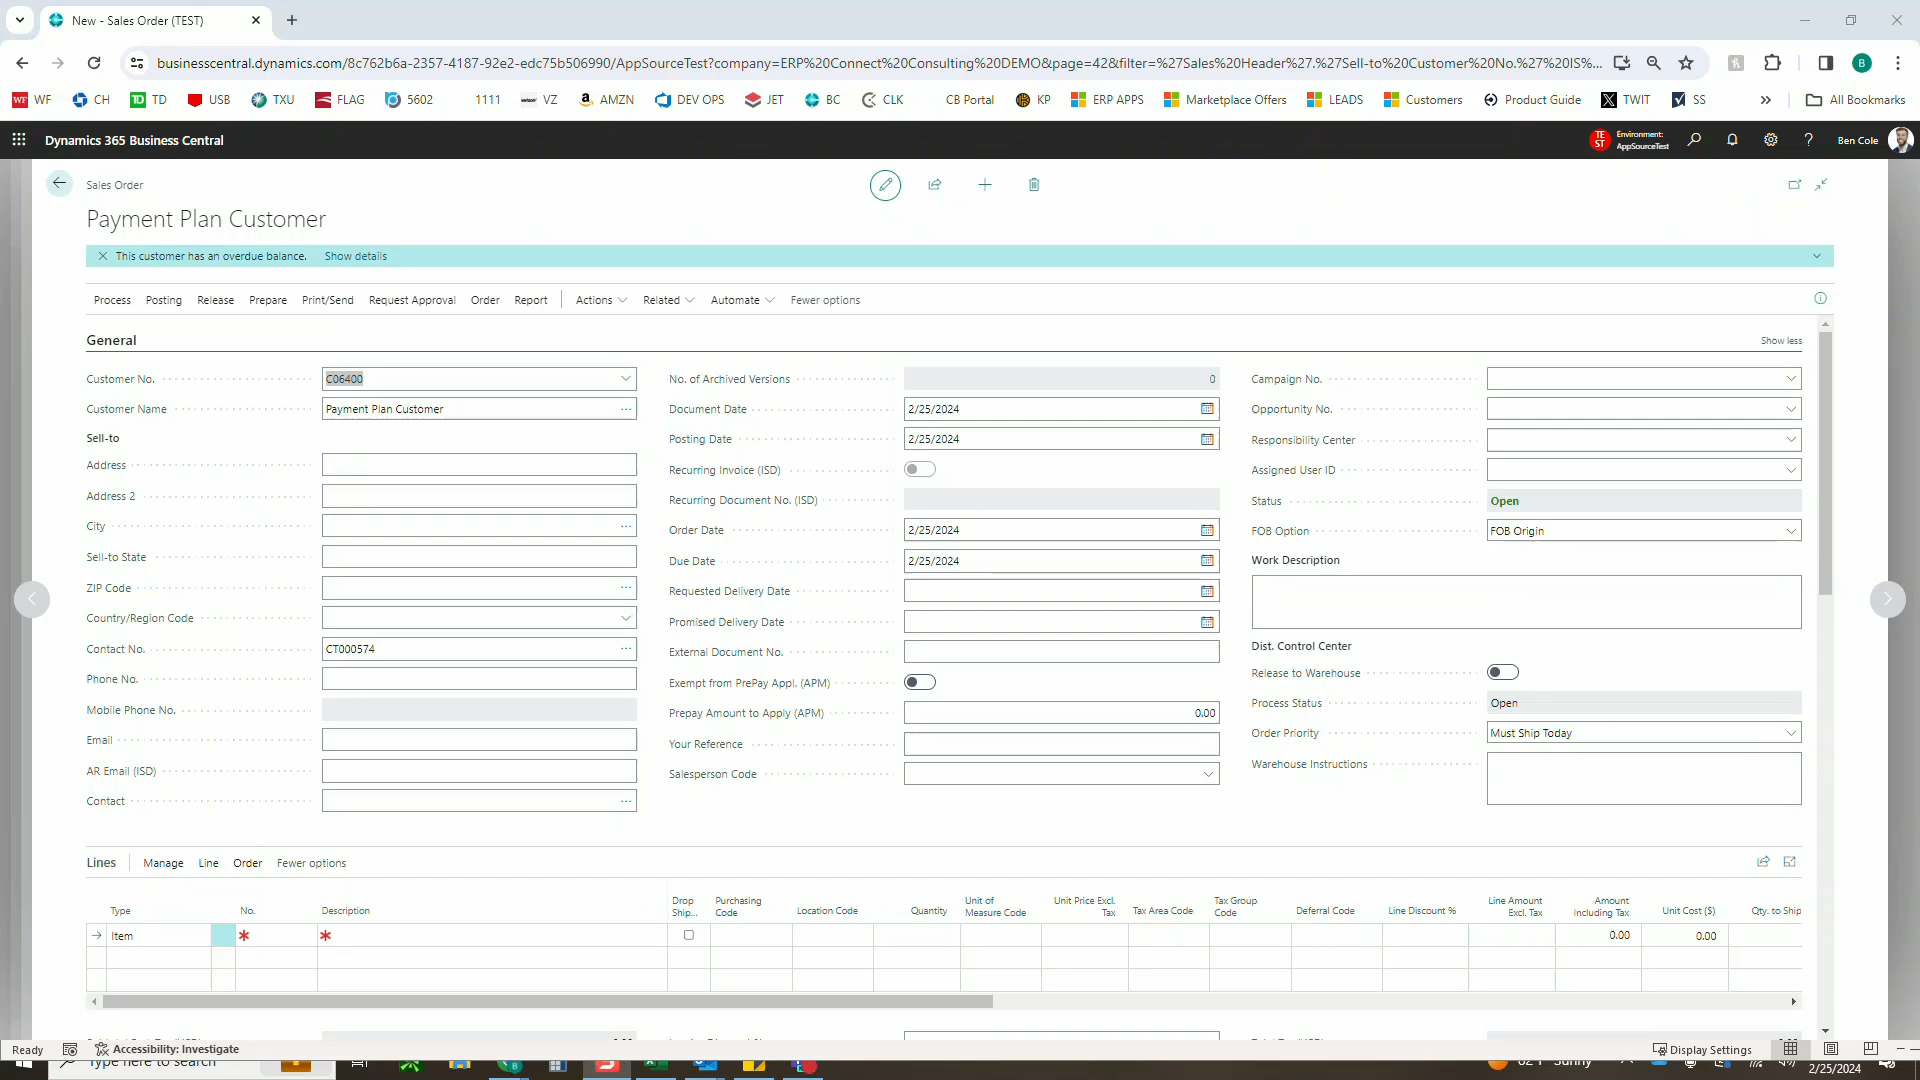 New - Sales Order (TEST)
businesscentral.dynamics.com/8c762b6a-2357-4187-92e2-edc75b506990/AppSourceTest?company=ERP%20Connect%20Consulting%20DEMO&page=42&filter=%27Sales%20Header%27.%27Sell-to%20Customer%20No.%27%20IS%...
WF CH TD USB TXU FLAG 5602 1111 VZ AMZN DEV OPS JET BC CLK CB Portal KP ERP APPS Marketplace Offers LEADS Customers Product Guide TWIT SS All Bookmarks
Dynamics 365 Business Central
TE ST
Environment:
AppSourceTest
Ben Cole
Sales Order
Payment Plan Customer
This customer has an overdue balance. Show details
Process Posting Release Prepare Print/Send Request Approval Order Report Actions Related Automate Fewer options
General Show less
Customer No. C06400
Customer Name Payment Plan Customer
Sell-to
Address
Address 2
City
Sell-to State
ZIP Code
Country/Region Code
Contact No. CT000574
Phone No.
Mobile Phone No.
Email
AR Email (ISD)
Contact
No. of Archived Versions 0
Document Date 2/25/2024
Posting Date 2/25/2024
Recurring Invoice (ISD)
Recurring Document No. (ISD)
Order Date 2/25/2024
Due Date 2/25/2024
Requested Delivery Date
Promised Delivery Date
External Document No.
Exempt from PrePay Appl. (APM)
Prepay Amount to Apply (APM) 0.00
Your Reference
Salesperson Code
Campaign No.
Opportunity No.
Responsibility Center
Assigned User ID
Status Open
FOB Option FOB Origin
Work Description
Dist. Control Center
Release to Warehouse
Process Status Open
Order Priority Must Ship Today
Warehouse Instructions
Lines Manage Line Order Fewer options
Type No. Description Drop Ship... Purchasing Code Location Code Quantity Unit of Measure Code Unit Price Excl. Tax Tax Area Code Tax Group Code Deferral Code Line Discount % Line Amount Excl. Tax Amount Including Tax Unit Cost ($) Qty. to Ship
Item * * 0.00 0.00
Ready Accessibility: Investigate Display Settings
Type here to search Sunny
2/25/2024